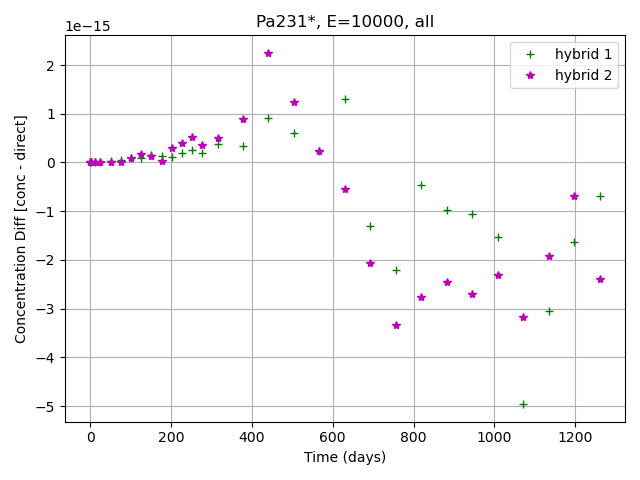 Pa231*, E=10000, all
1e−15
hybrid 1
hybrid 2
2
1
0
−1
−2
−3
−4
−5
Concentration Diff [conc - direct]
0 200 400 600 800 1000 1200
Time (days)